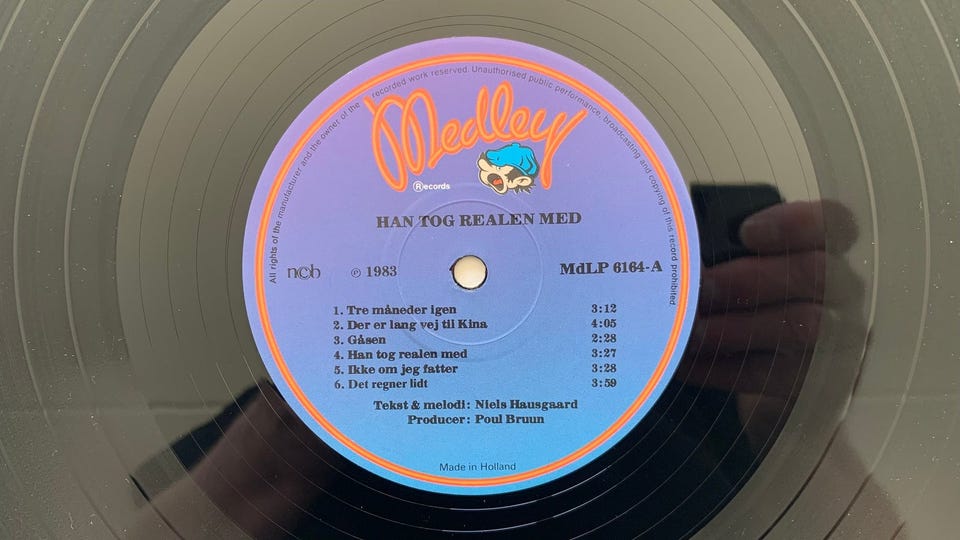 All rights of the manufacturer and the owner of the recorded work reserved. Unauthorised public performance, broadcasting and copying of this record prohibited
Medley
Ⓡecords
HAN TOG REALEN MED
ncb ℗ 1983 MdLP 6164-A
1. Tre måneder igen 3:12
2. Der er lang vej til Kina 4:05
3. Gåsen 2:28
4. Han tog realen med 3:27
5. Ikke om jeg fatter 3:28
6. Det regner lidt 3:59
Tekst & melodi: Niels Hausgaard
Producer: Poul Bruun
Made in Holland